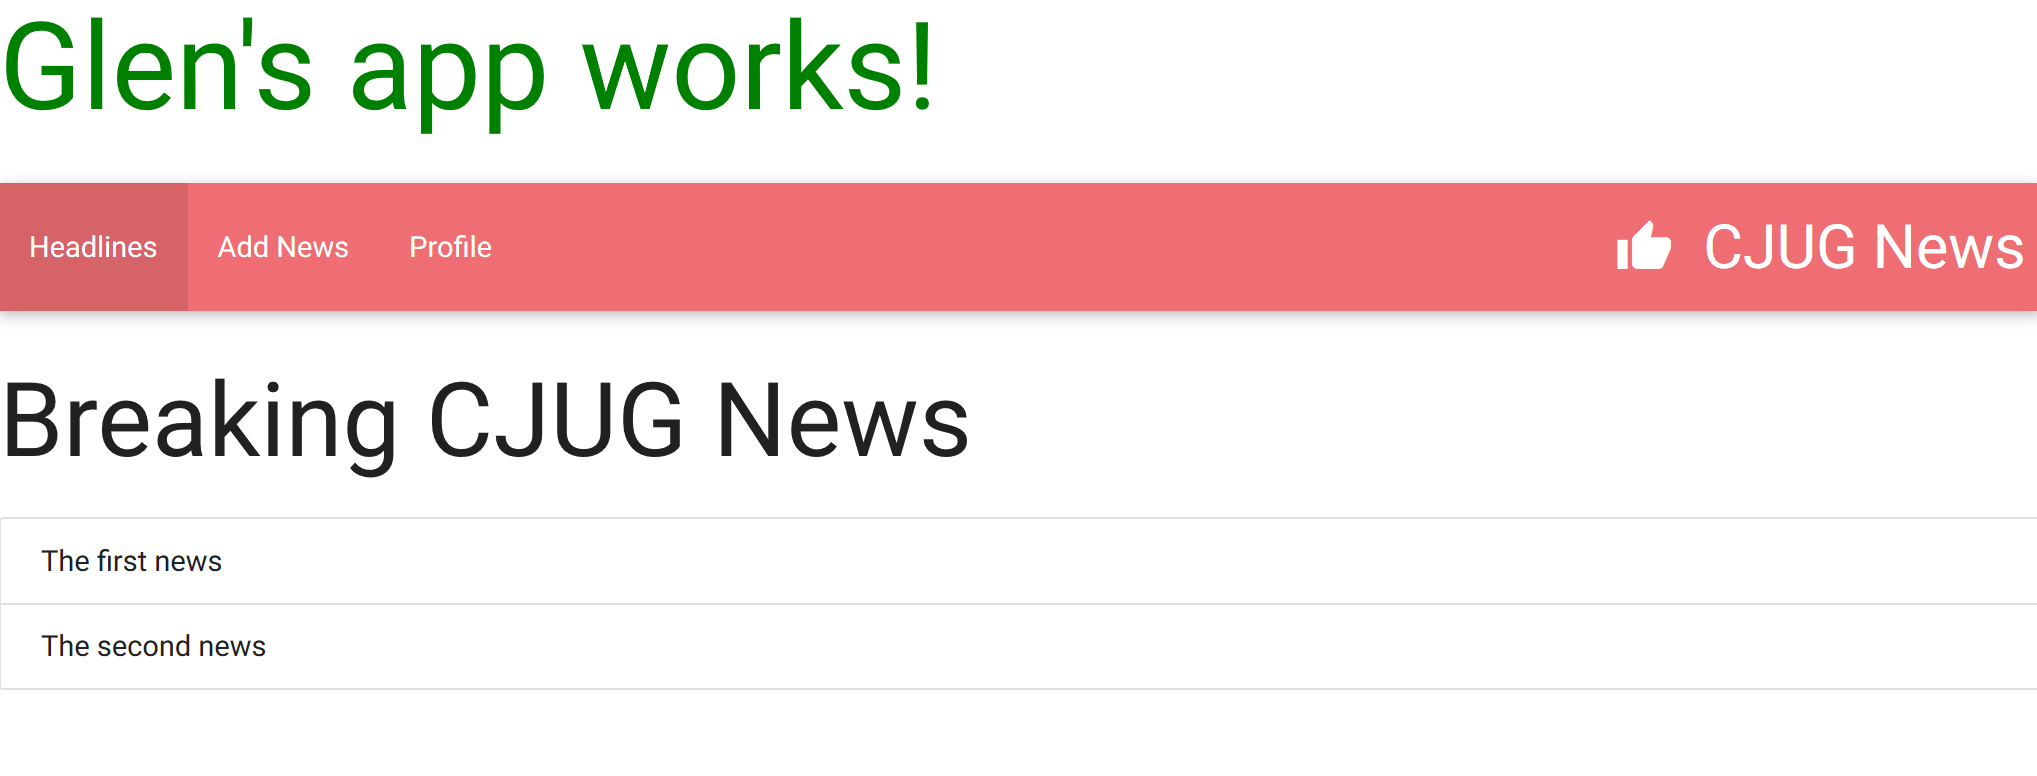 Glen's app works!
Headlines Add News Profile CJUG News
Breaking CJUG News
The first news
The second news